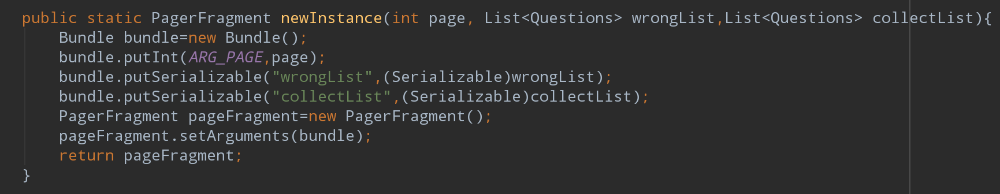 public static PagerFragment newInstance(int page, List<Questions> wrongList,List<Questions> collectList){
    Bundle bundle=new Bundle();
    bundle.putInt(ARG_PAGE,page);
    bundle.putSerializable("wrongList",(Serializable)wrongList);
    bundle.putSerializable("collectList",(Serializable)collectList);
    PagerFragment pageFragment=new PagerFragment();
    pageFragment.setArguments(bundle);
    return pageFragment;
}